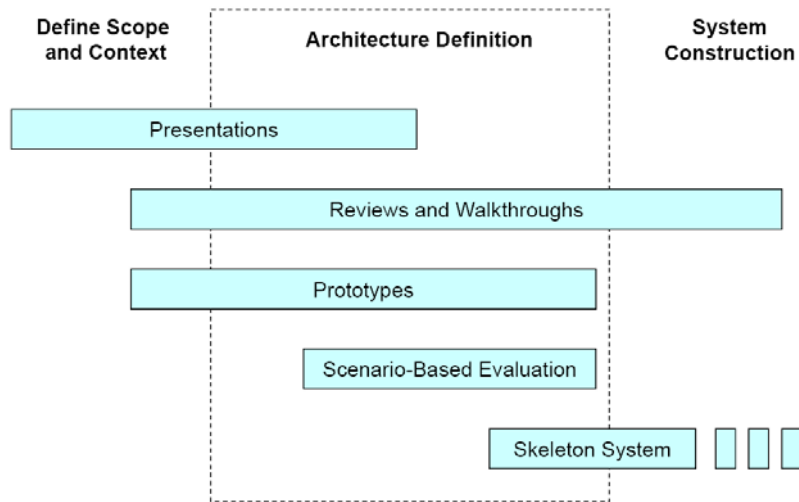 Define Scope
and Context
Architecture Definition
System
Construction
Presentations
Reviews and Walkthroughs
Prototypes
Scenario-Based Evaluation
Skeleton System